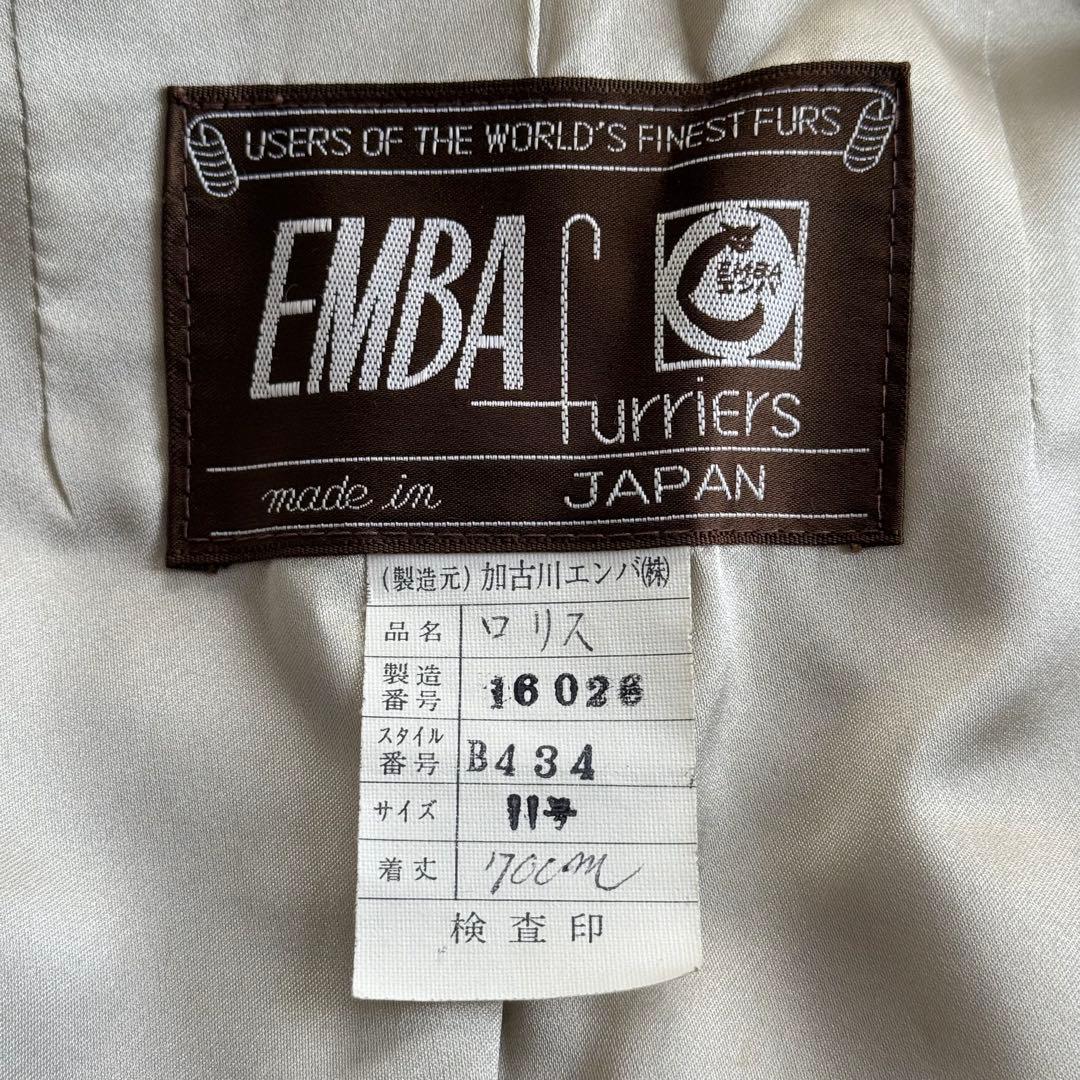 USERS OF THE WORLD'S FINEST FURS
EMBA furriers
EMBA
エンバ
made in JAPAN
(製造元) 加古川エンバ㈱
品名 ロリス
製造番号 16026
スタイル番号 B434
サイズ 11号
着丈 70cm
検査印